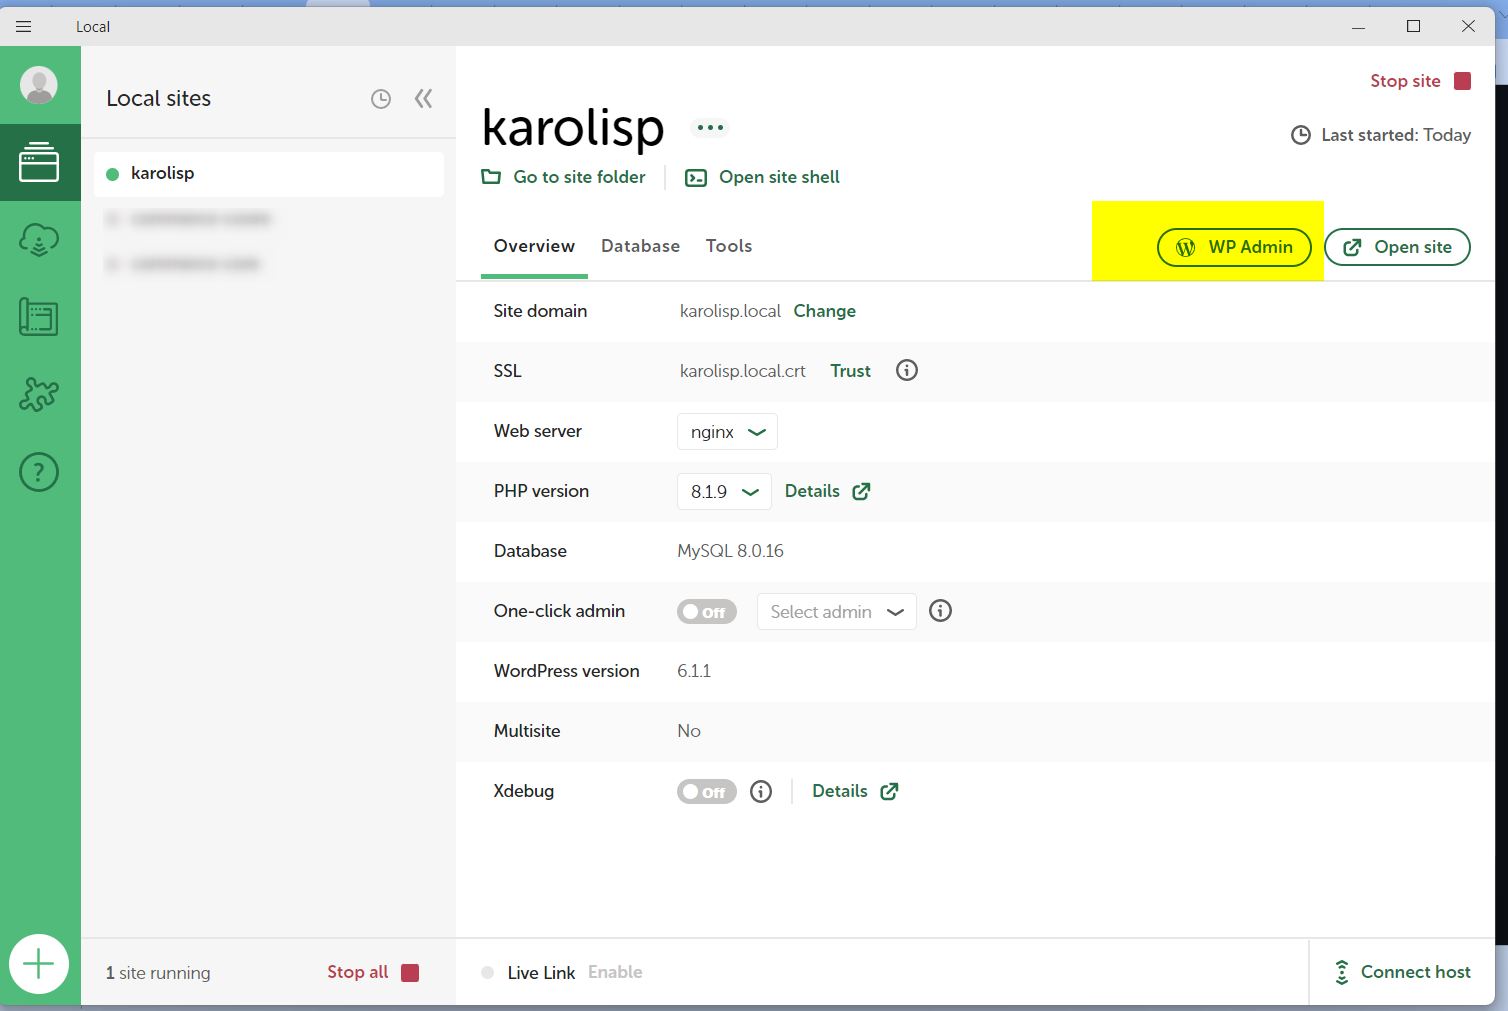 Local
Local sites
karolisp
1 site running
Stop all
Stop site
karolisp
Last started: Today
Go to site folder
Open site shell
Overview Database Tools
WP Admin
Open site
Site domain karolisp.local Change
SSL karolisp.local.crt Trust
Web server nginx
PHP version 8.1.9 Details
Database MySQL 8.0.16
One-click admin Off Select admin
WordPress version 6.1.1
Multisite No
Xdebug Off Details
Live Link Enable
Connect host